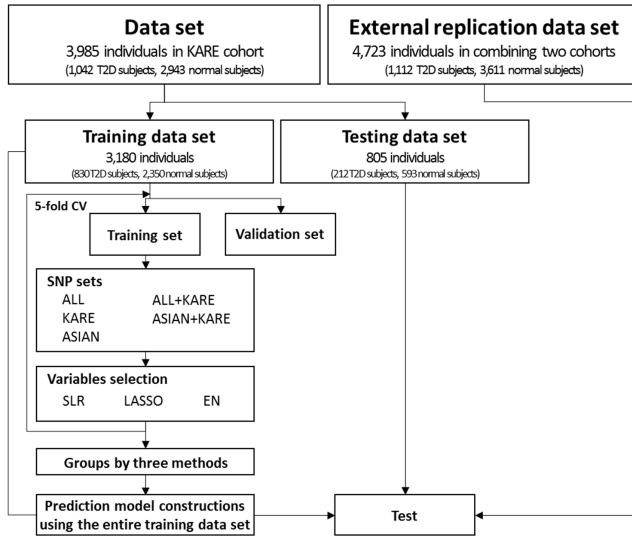 Data set
3,985 individuals in KARE cohort
(1,042 T2D subjects, 2,943 normal subjects)
External replication data set
4,723 individuals in combining two cohorts
(1,112 T2D subjects, 3,611 normal subjects)
Training data set
3,180 individuals
(830 T2D subjects, 2,350 normal subjects)
Testing data set
805 individuals
(212 T2D subjects, 593 normal subjects)
5-fold CV
Training set
Validation set
SNP sets
ALL ALL+KARE
KARE ASIAN+KARE
ASIAN
Variables selection
SLR LASSO EN
Groups by three methods
Prediction model constructions
using the entire training data set
Test